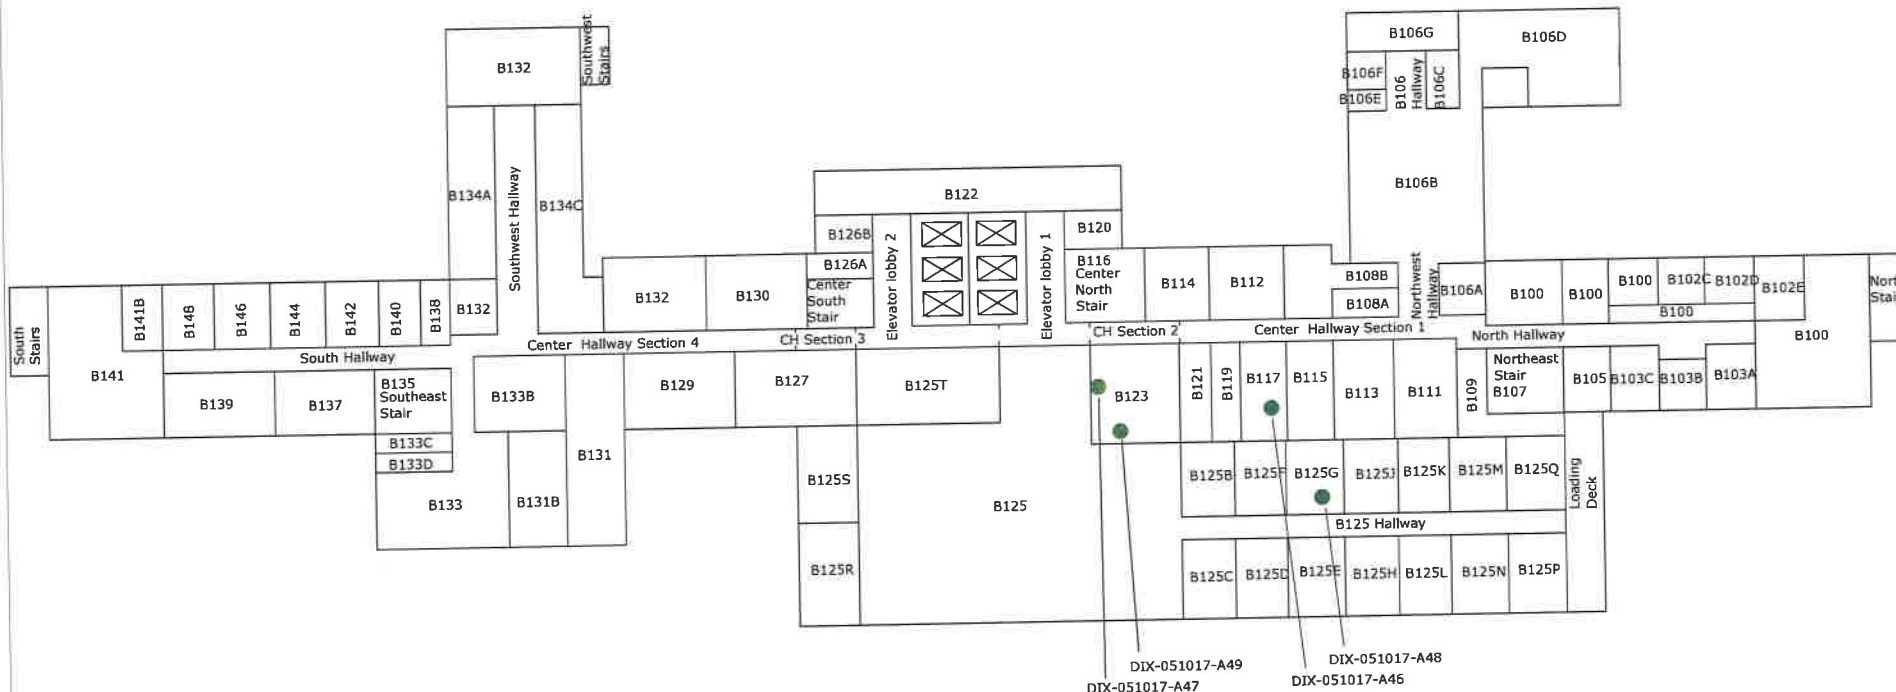 B106G
B106D
Southwest
Stairs
B132
B106F
B106
Hallway
B106C
B106E
B134A
Southwest Hallway
B134C
B122
B106B
B126B
Elevator lobby 2
Elevator lobby 1
B120
B126A
B116
Center
North
Stair
B114
B112
B108B
B108A
Northwest
Hallway
B106A
B100
B100
B100
B102C
B102D
B102E
B100
B100
South
Stairs
B141B
B148
B146
B144
B142
B140
B138
B132
B132
B130
Center
South
Stair
South Hallway
Center Hallway Section 4
CH Section 3
CH Section 2
Center Hallway Section 1
North Hallway
B141
B139
B137
B135
Southeast
Stair
B133B
B129
B127
B125T
B123
B121
B119
B117
B115
B113
B111
B109
Northeast
Stair
B107
B105
B103C
B103B
B103A
B133C
B133D
B133
B131B
B131
B125S
B125
B125B
B125F
B125G
B125J
B125K
B125M
B125Q
Loading
Deck
B125 Hallway
B125R
B125C
B125D
B125E
B125H
B125L
B125N
B125P
DIX-051017-A49
DIX-051017-A48
DIX-051017-A47
DIX-051017-A46